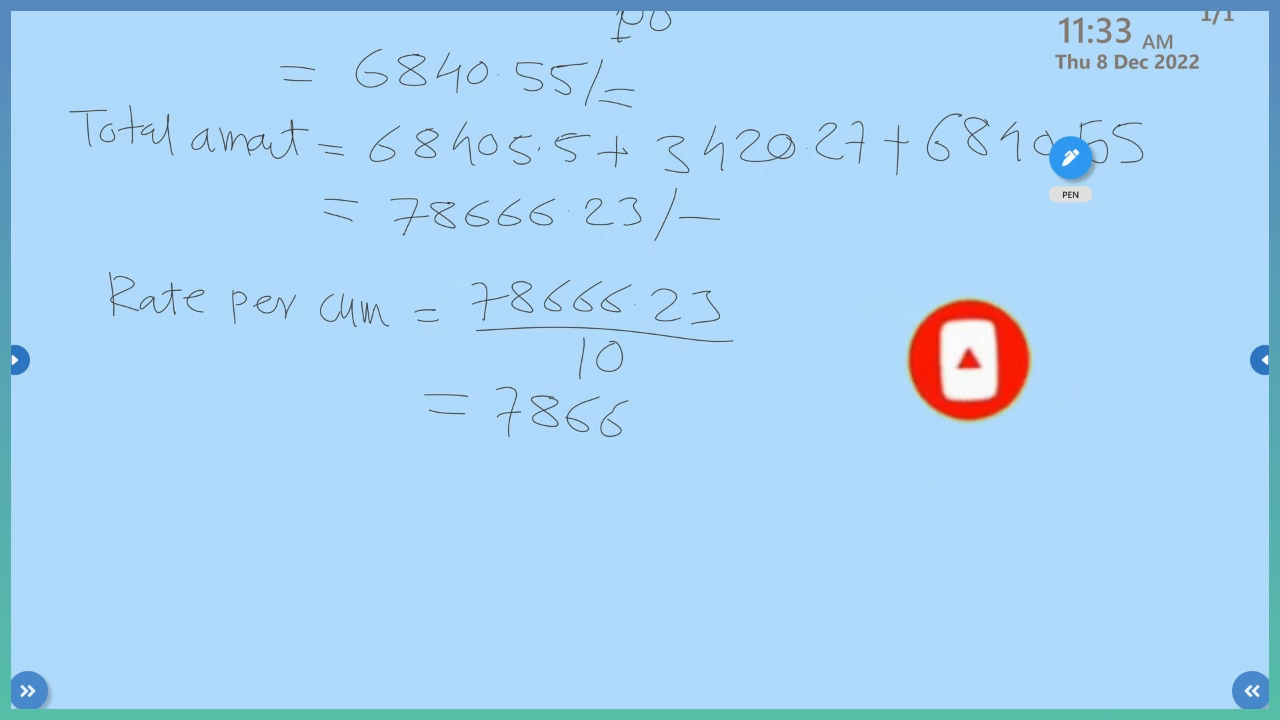 1/1
11:33 AM
Thu 8 Dec 2022
= 6840.55/=
Total amout = 68405.5 + 3420.27 + 6840.55
= 78666.23/-
PEN
Rate per cum = 78666.23
10
= 7866